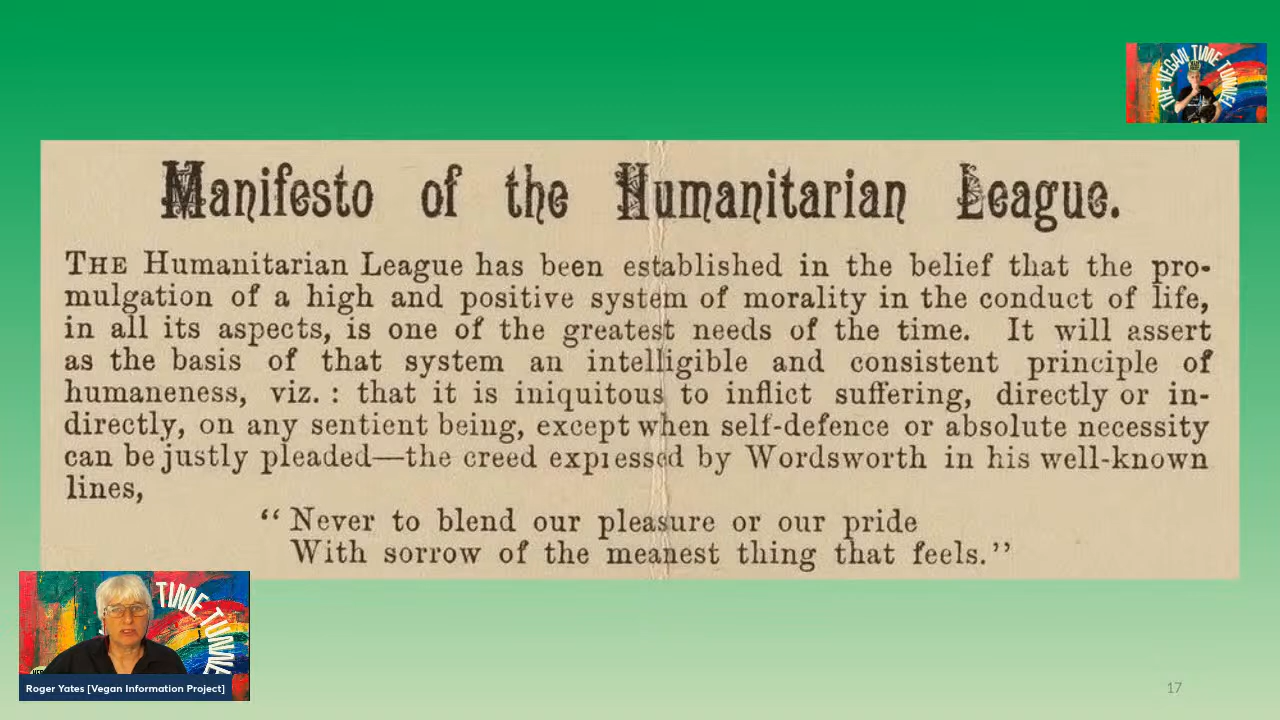 THE VEGAN TIME TUNNEL
Manifesto of the Humanitarian League.
THE Humanitarian League has been established in the belief that the pro-
mulgation of a high and positive system of morality in the conduct of life,
in all its aspects, is one of the greatest needs of the time. It will assert
as the basis of that system an intelligible and consistent principle of
humaneness, viz. : that it is iniquitous to inflict suffering, directly or in-
directly, on any sentient being, except when self-defence or absolute necessity
can be justly pleaded—the creed expressed by Wordsworth in his well-known
lines,
“Never to blend our pleasure or our pride
With sorrow of the meanest thing that feels.”
TIME TUNNEL
Roger Yates [Vegan Information Project]
17